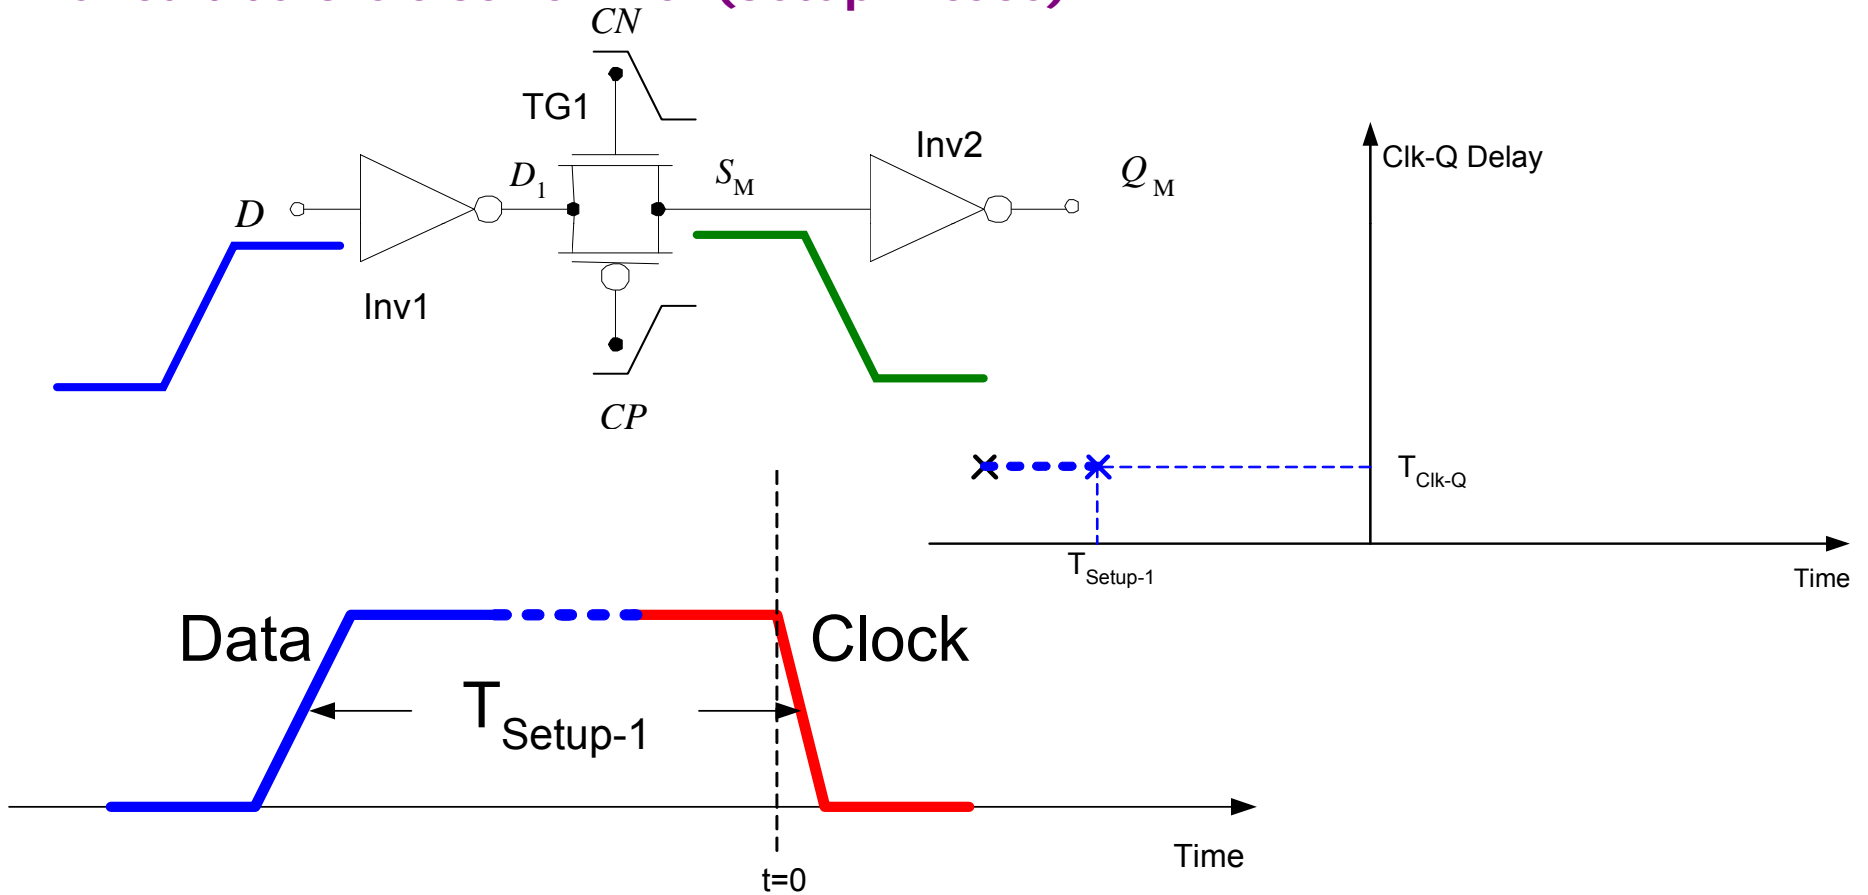 (Setup
CN
TG1
Inv2
Clk-Q Delay
D
D1
SM
QM
Inv1
CP
TClk-Q
TSetup-1
Time
Data
Clock
TSetup-1
Time
t=0